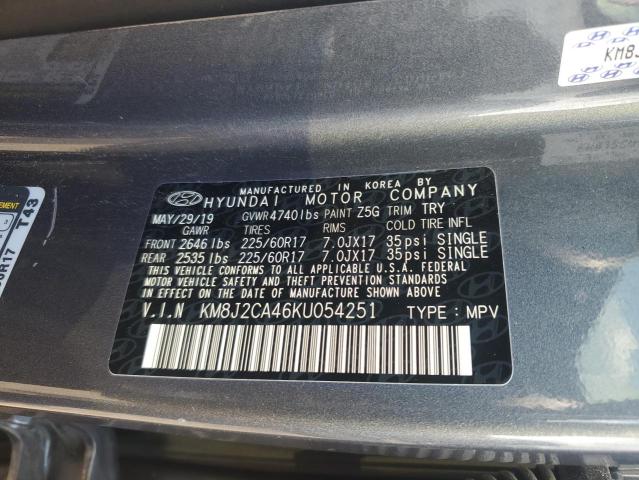 KM8J
MANUFACTURED IN KOREA BY
HYUNDAI MOTOR COMPANY
MAY/29/19 GVWR 4740lbs PAINT Z5G TRIM TRY
GAWR TIRES RIMS COLD TIRE INFL
FRONT 2646 lbs 225/60R17 7.0JX17 35psi SINGLE
REAR 2535 lbs 225/60R17 7.0JX17 35psi SINGLE
THIS VEHICLE CONFORMS TO ALL APPLICABLE U.S.A. FEDERAL
MOTOR VEHICLE SAFETY AND THEFT PREVENTION STANDARDS
IN EFFECT ON THE DATE OF MANUFACTURE SHOWN ABOVE.
V.I.N KM8J2CA46KU054251 TYPE : MPV
T 43
0R17